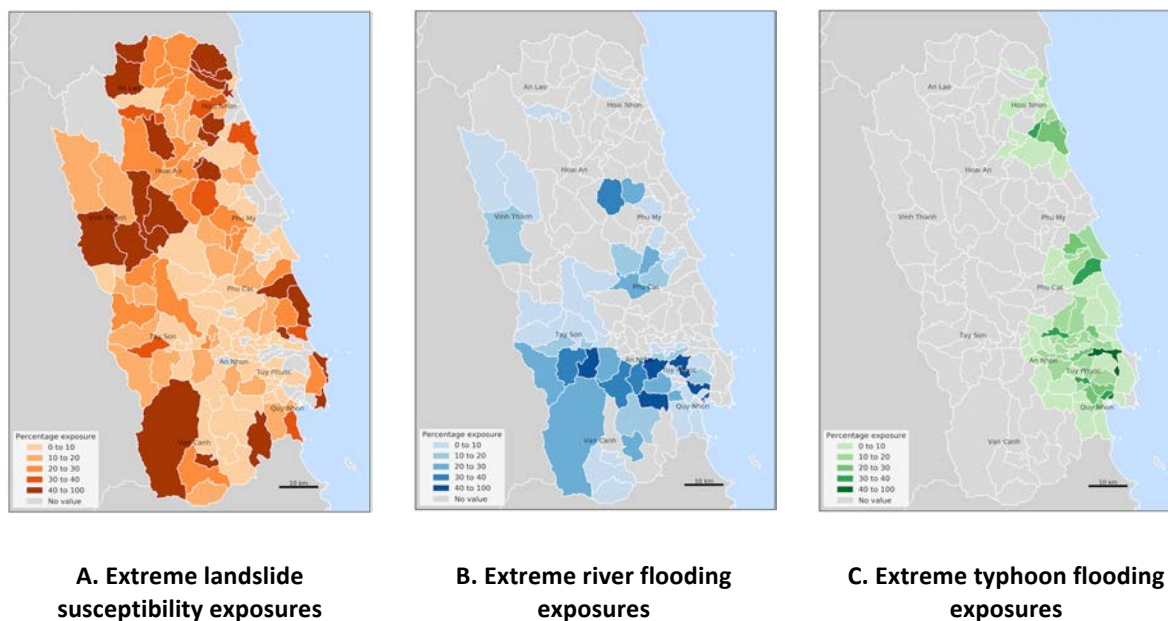 An Lao
Hoai Nhon
Hoai An
Vinh Thanh
Phu My
Phu Cat
Tay Son
An Nhon
Tuy Phuoc
Quy Nhon
Van Canh
Percentage exposure
0 to 10
10 to 20
20 to 30
30 to 40
40 to 100
No value
10 km
An Lao
Hoai Nhon
Hoai An
Vinh Thanh
Phu My
Phu Cat
Tay Son
An Nhon
Tuy Phuoc
Quy Nhon
Van Canh
Percentage exposure
0 to 10
10 to 20
20 to 30
30 to 40
40 to 100
No value
10 km
An Lao
Hoai Nhon
Hoai An
Vinh Thanh
Phu My
Phu Cat
Tay Son
An Nhon
Tuy Phuoc
Quy Nhon
Van Canh
Percentage exposure
0 to 10
10 to 20
20 to 30
30 to 40
40 to 100
No value
10 km
A. Extreme landslide
susceptibility exposures
B. Extreme river flooding
exposures
C. Extreme typhoon flooding
exposures